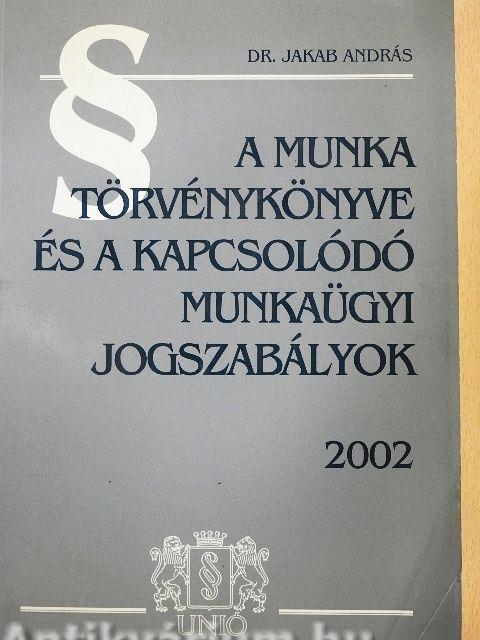 §
DR. JAKAB ANDRÁS
A MUNKA
TÖRVÉNYKÖNYVE
ÉS A KAPCSOLÓDÓ
MUNKAÜGYI
JOGSZABÁLYOK
2002
§
UNIÓ